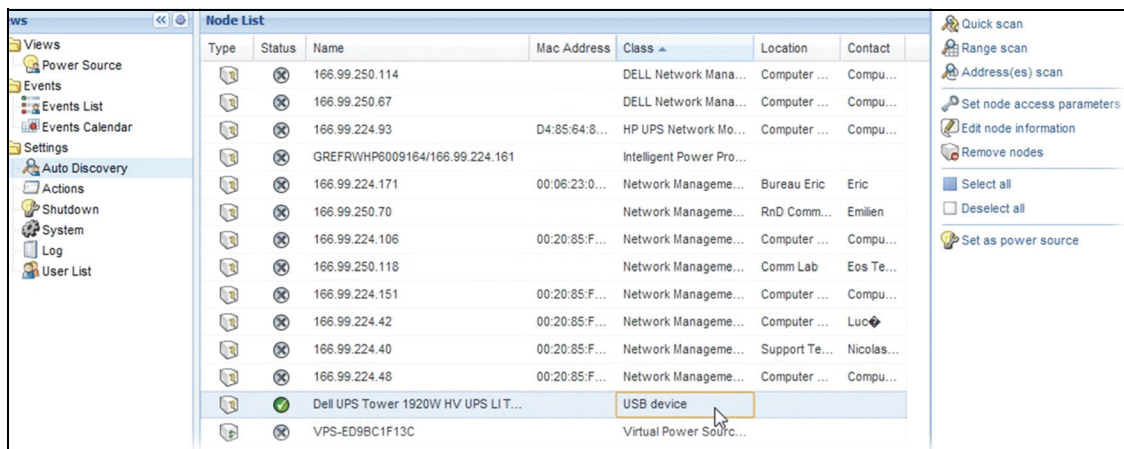 ws
Node List
Views
Power Source
Events
Events List
Events Calendar
Settings
Auto Discovery
Actions
Shutdown
System
Log
User List
Type Status Name Mac Address Class Location Contact
166.99.250.114 DELL Network Mana... Computer ... Compu...
166.99.250.67 DELL Network Mana... Computer ... Compu...
166.99.224.93 D4:85:64:8... HP UPS Network Mo... Computer ... Compu...
GREFRWHP6009164/166.99.224.161 Intelligent Power Pro...
166.99.224.171 00:06:23:0... Network Manageme... Bureau Eric Eric
166.99.250.70 Network Manageme... RnD Comm... Emilien
166.99.224.106 00:20:85:F... Network Manageme... Computer ... Compu...
166.99.250.118 Network Manageme... Comm Lab Eos Te...
166.99.224.151 00:20:85:F... Network Manageme... Computer ... Compu...
166.99.224.42 00:20:85:F... Network Manageme... Computer ... Luc�
166.99.224.40 00:20:85:F... Network Manageme... Support Te... Nicolas...
166.99.224.48 00:20:85:F... Network Manageme... Computer ... Compu...
Dell UPS Tower 1920W HV UPS LI T... USB device
VPS-ED9BC1F13C Virtual Power Sourc...
Quick scan
Range scan
Address(es) scan
Set node access parameters
Edit node information
Remove nodes
Select all
Deselect all
Set as power source